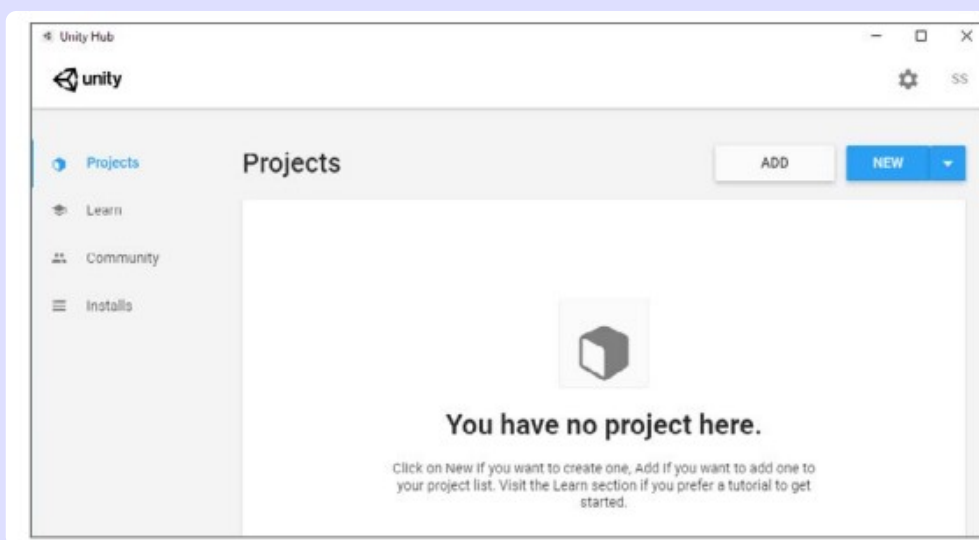 Unity Hub
unity
SS
Projects
Projects
ADD
NEW
Learn
Community
Installs
You have no project here.
Click on New if you want to create one, Add if you want to add one to
your project list. Visit the Learn section if you prefer a tutorial to get
started.